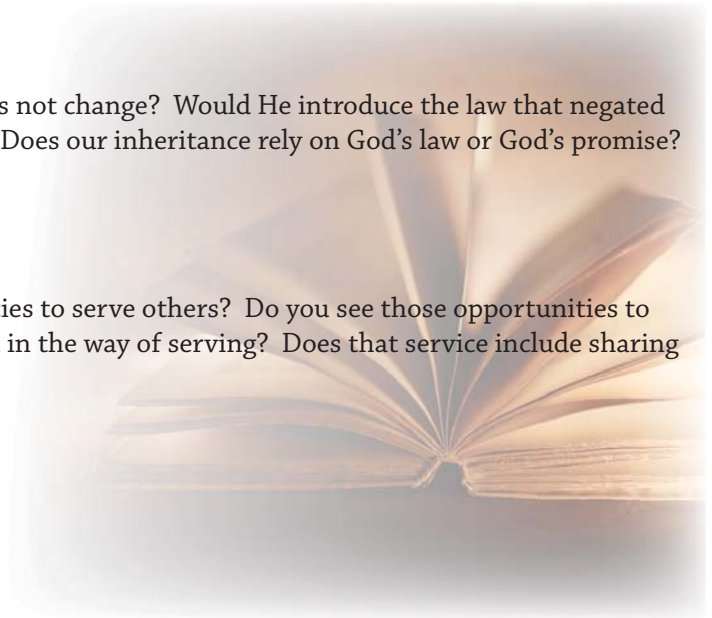 s not change? Would He introduce the law that negated
Does our inheritance rely on God's law or God's promise?
ties to serve others? Do you see those opportunities to
in the way of serving? Does that service include sharing